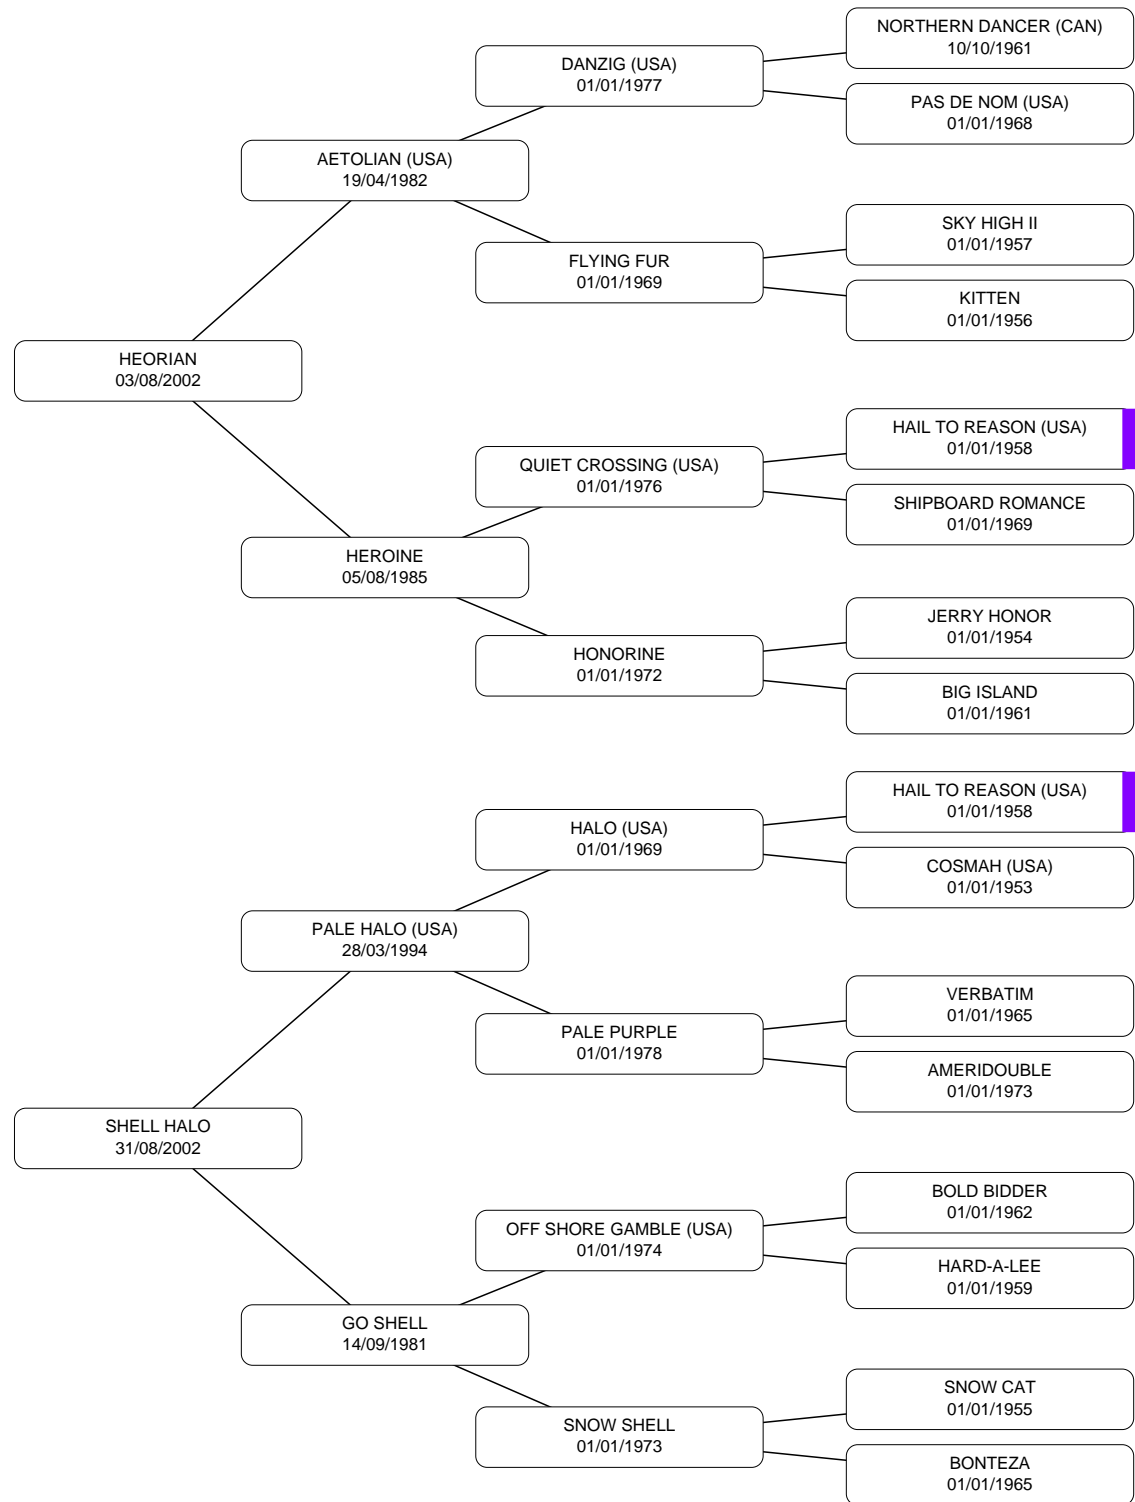 NORTHERN DANCER (CAN)
10/10/1961
DANZIG (USA)
01/01/1977
PAS DE NOM (USA)
01/01/1968
AETOLIAN (USA)
19/04/1982
SKY HIGH II
01/01/1957
FLYING FUR
01/01/1969
KITTEN
01/01/1956
HEORIAN
03/08/2002
HAIL TO REASON (USA)
01/01/1958
QUIET CROSSING (USA)
01/01/1976
SHIPBOARD ROMANCE
01/01/1969
HEROINE
05/08/1985
JERRY HONOR
01/01/1954
HONORINE
01/01/1972
BIG ISLAND
01/01/1961
HAIL TO REASON (USA)
01/01/1958
HALO (USA)
01/01/1969
COSMAH (USA)
01/01/1953
PALE HALO (USA)
28/03/1994
VERBATIM
01/01/1965
PALE PURPLE
01/01/1978
AMERIDOUBLE
01/01/1973
SHELL HALO
31/08/2002
BOLD BIDDER
01/01/1962
OFF SHORE GAMBLE (USA)
01/01/1974
HARD-A-LEE
01/01/1959
GO SHELL
14/09/1981
SNOW CAT
01/01/1955
SNOW SHELL
01/01/1973
BONTEZA
01/01/1965